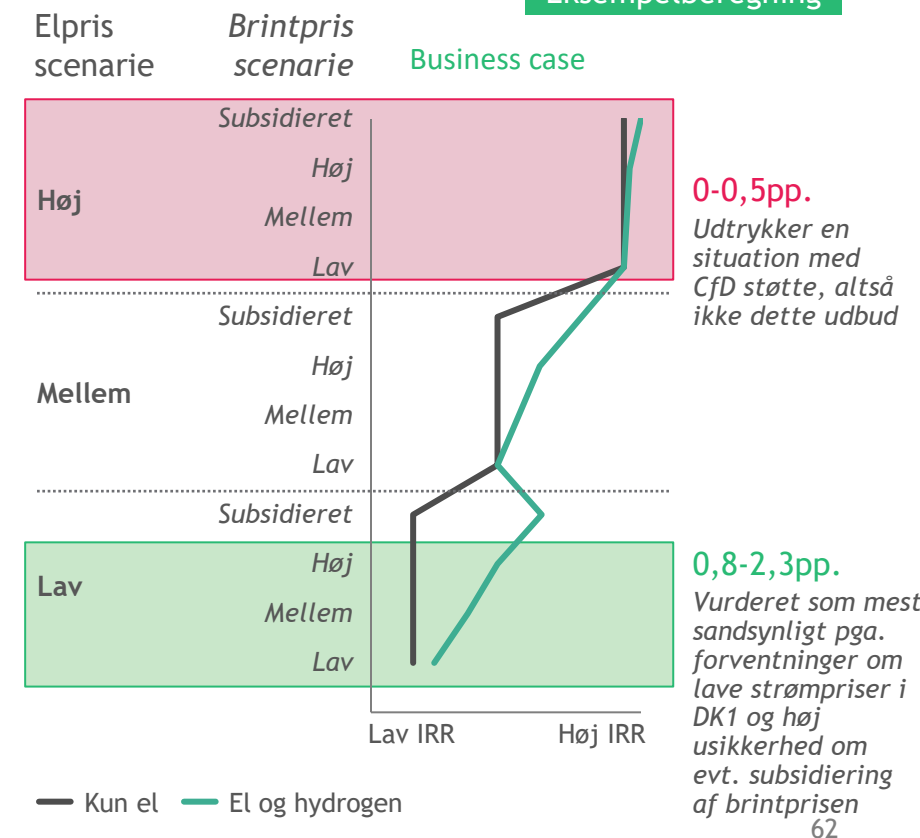 Eksempelberegning
Elpris
scenarie
Brintpris
scenarie
Business case
Høj
Subsidieret
Høj
Mellem
Lav
0-0,5pp.
Udtrykker en
situation med
CfD støtte, altså
ikke dette udbud
Mellem
Subsidieret
Høj
Mellem
Lav
Lav
Subsidieret
Høj
Mellem
Lav
0,8-2,3pp.
Vurderet som mest
sandsynligt pga.
forventninger om
lave strømpriser i
DK1 og høj
usikkerhed om
evt. subsidiering
af brintprisen
Lav IRR
Høj IRR
Kun el
El og hydrogen
62